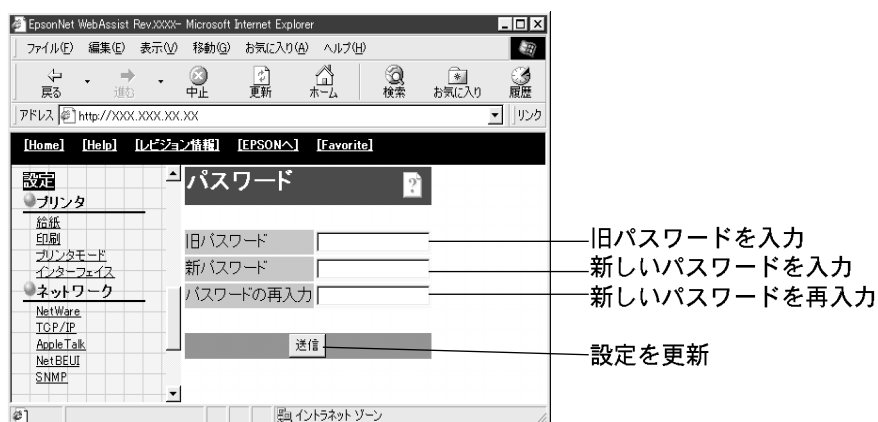 EpsonNet WebAssist Rev.XXXX- Microsoft Internet Explorer
ファイル(F) 編集(E) 表示(V) 移動(G) お気に入り(A) ヘルプ(H)
戻る 進む 中止 更新 ホーム 検索 お気に入り 履歴
アドレス http://XXX.XXX.XX.XX リンク
[Home] [Help] [レビジョン情報] [EPSONへ] [Favorite]
設定
プリンタ
給紙
印刷
プリンタモード
インターフェイス
ネットワーク
NetWare
TCP/IP
AppleTalk
NetBEUI
SNMP
パスワード
旧パスワード
新パスワード
パスワードの再入力
送信
旧パスワードを入力
新しいパスワードを入力
新しいパスワードを再入力
設定を更新
イントラネット ゾーン